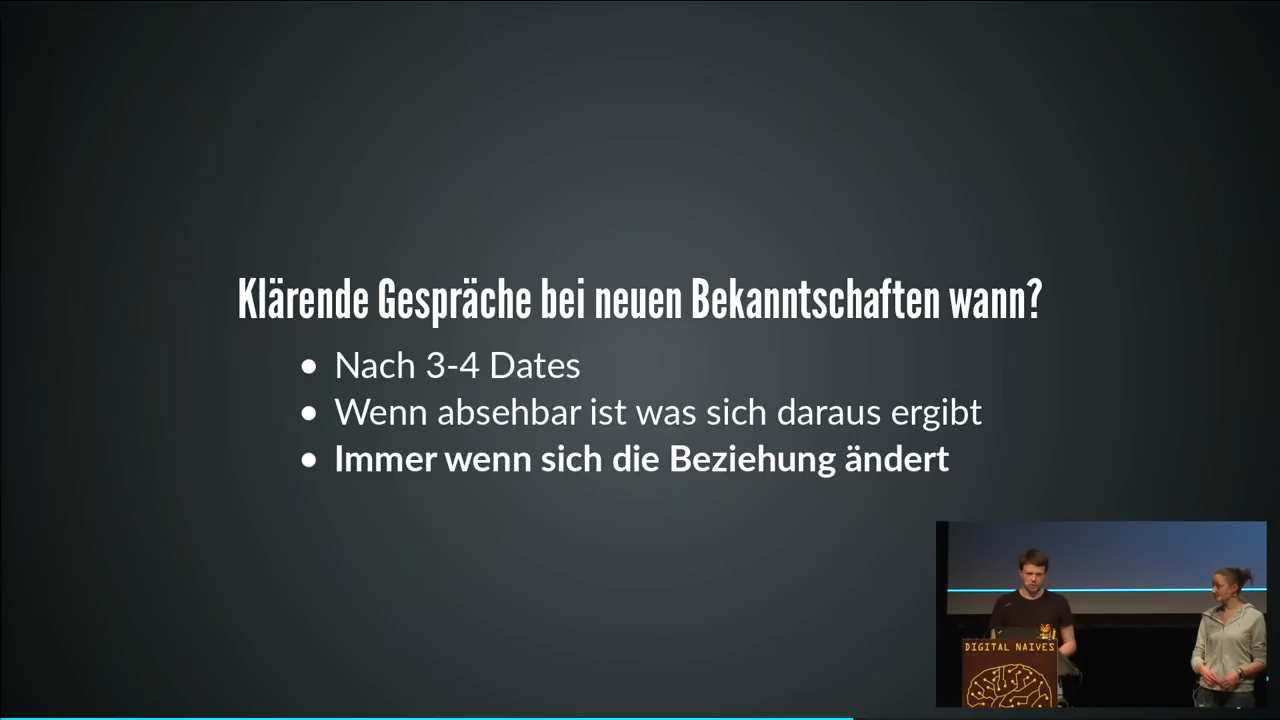 Klärende Gespräche bei neuen Bekanntschaften wann?
Nach 3-4 Dates
Wenn absehbar ist was sich daraus ergibt
Immer wenn sich die Beziehung ändert
DIGITAL NAIVES